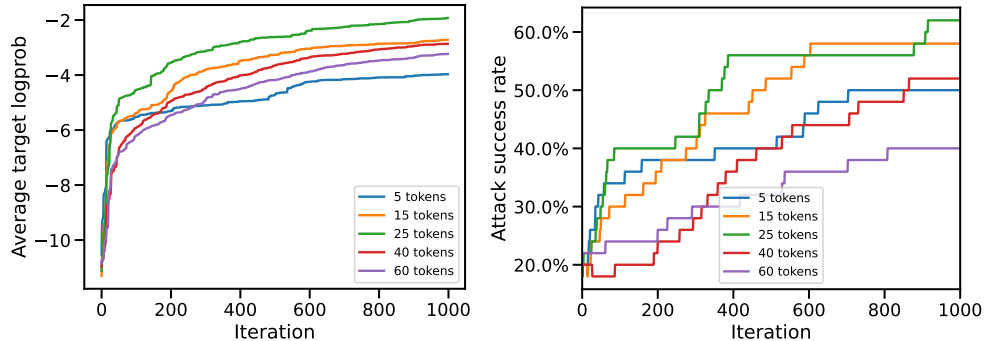 Average target logprob
−2
−4
−6
−8
−10
0
200
400
600
800
1000
Iteration
5 tokens
15 tokens
25 tokens
40 tokens
60 tokens
Attack success rate
60.0%
50.0%
40.0%
30.0%
20.0%
0
200
400
600
800
1000
Iteration
5 tokens
15 tokens
25 tokens
40 tokens
60 tokens